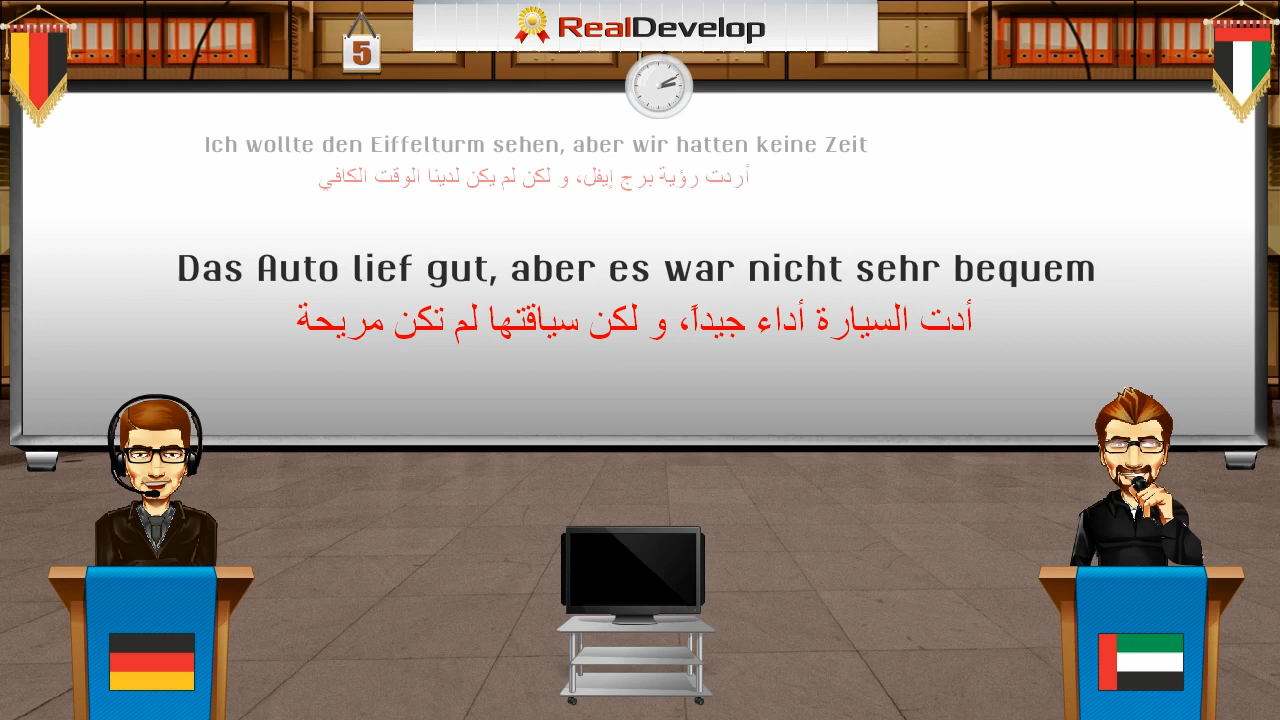 RealDevelop
5
Ich wollte den Eiffelturm sehen, aber wir hatten keine Zeit
أردت رؤية برج إيفل، و لكن لم يكن لدينا الوقت الكافي
Das Auto lief gut, aber es war nicht sehr bequem
أدت السيارة أداء جيداً، و لكن سياقتها لم تكن مريحة